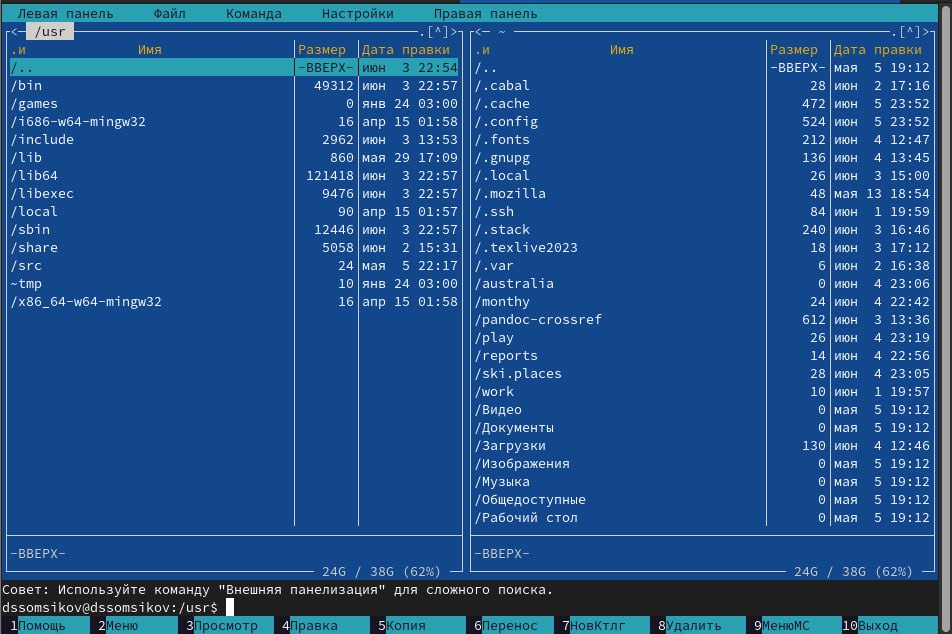 Левая панель Файл Команда Настройки Правая панель
<─ /usr .[^]>
.и Имя Размер Дата правки
/.. -ВВЕРХ- июн 3 22:54
/bin 49312 июн 3 22:57
/games 0 янв 24 03:00
/i686-w64-mingw32 16 апр 15 01:58
/include 2962 июн 3 13:53
/lib 860 мая 29 17:09
/lib64 121418 июн 3 22:57
/libexec 9476 июн 3 22:57
/local 90 апр 15 01:57
/sbin 12446 июн 3 22:57
/share 5058 июн 2 15:31
/src 24 мая 5 22:17
~tmp 10 янв 24 03:00
/x86_64-w64-mingw32 16 апр 15 01:58
-ВВЕРХ-
24G / 38G (62%)
<─ ~ .[^]>
.и Имя Размер Дата правки
/.. -ВВЕРХ- мая 5 19:12
/.cabal 28 июн 2 17:16
/.cache 472 июн 5 23:52
/.config 524 июн 5 23:52
/.fonts 212 июн 4 12:47
/.gnupg 136 июн 4 13:45
/.local 26 июн 3 15:00
/.mozilla 48 мая 13 18:54
/.ssh 84 июн 1 19:59
/.stack 240 июн 3 16:46
/.texlive2023 18 июн 3 17:12
/.var 6 июн 2 16:38
/australia 0 июн 4 23:06
/monthy 24 июн 4 22:42
/pandoc-crossref 612 июн 3 13:36
/play 26 июн 4 23:19
/reports 14 июн 4 22:56
/ski.places 28 июн 4 23:05
/work 10 июн 1 19:57
/Видео 0 мая 5 19:12
/Документы 0 мая 5 19:12
/Загрузки 130 июн 4 12:46
/Изображения 0 мая 5 19:12
/Музыка 0 мая 5 19:12
/Общедоступные 0 мая 5 19:12
/Рабочий стол 0 мая 5 19:12
-ВВЕРХ-
24G / 38G (62%)
Совет: Используйте команду "Внешняя панелизация" для сложного поиска.
dssomsikov@dssomsikov:/usr$
1Помощь 2Меню 3Просмотр 4Правка 5Копия 6Перенос 7НовКтлг 8Удалить 9МенюMC 10Выход